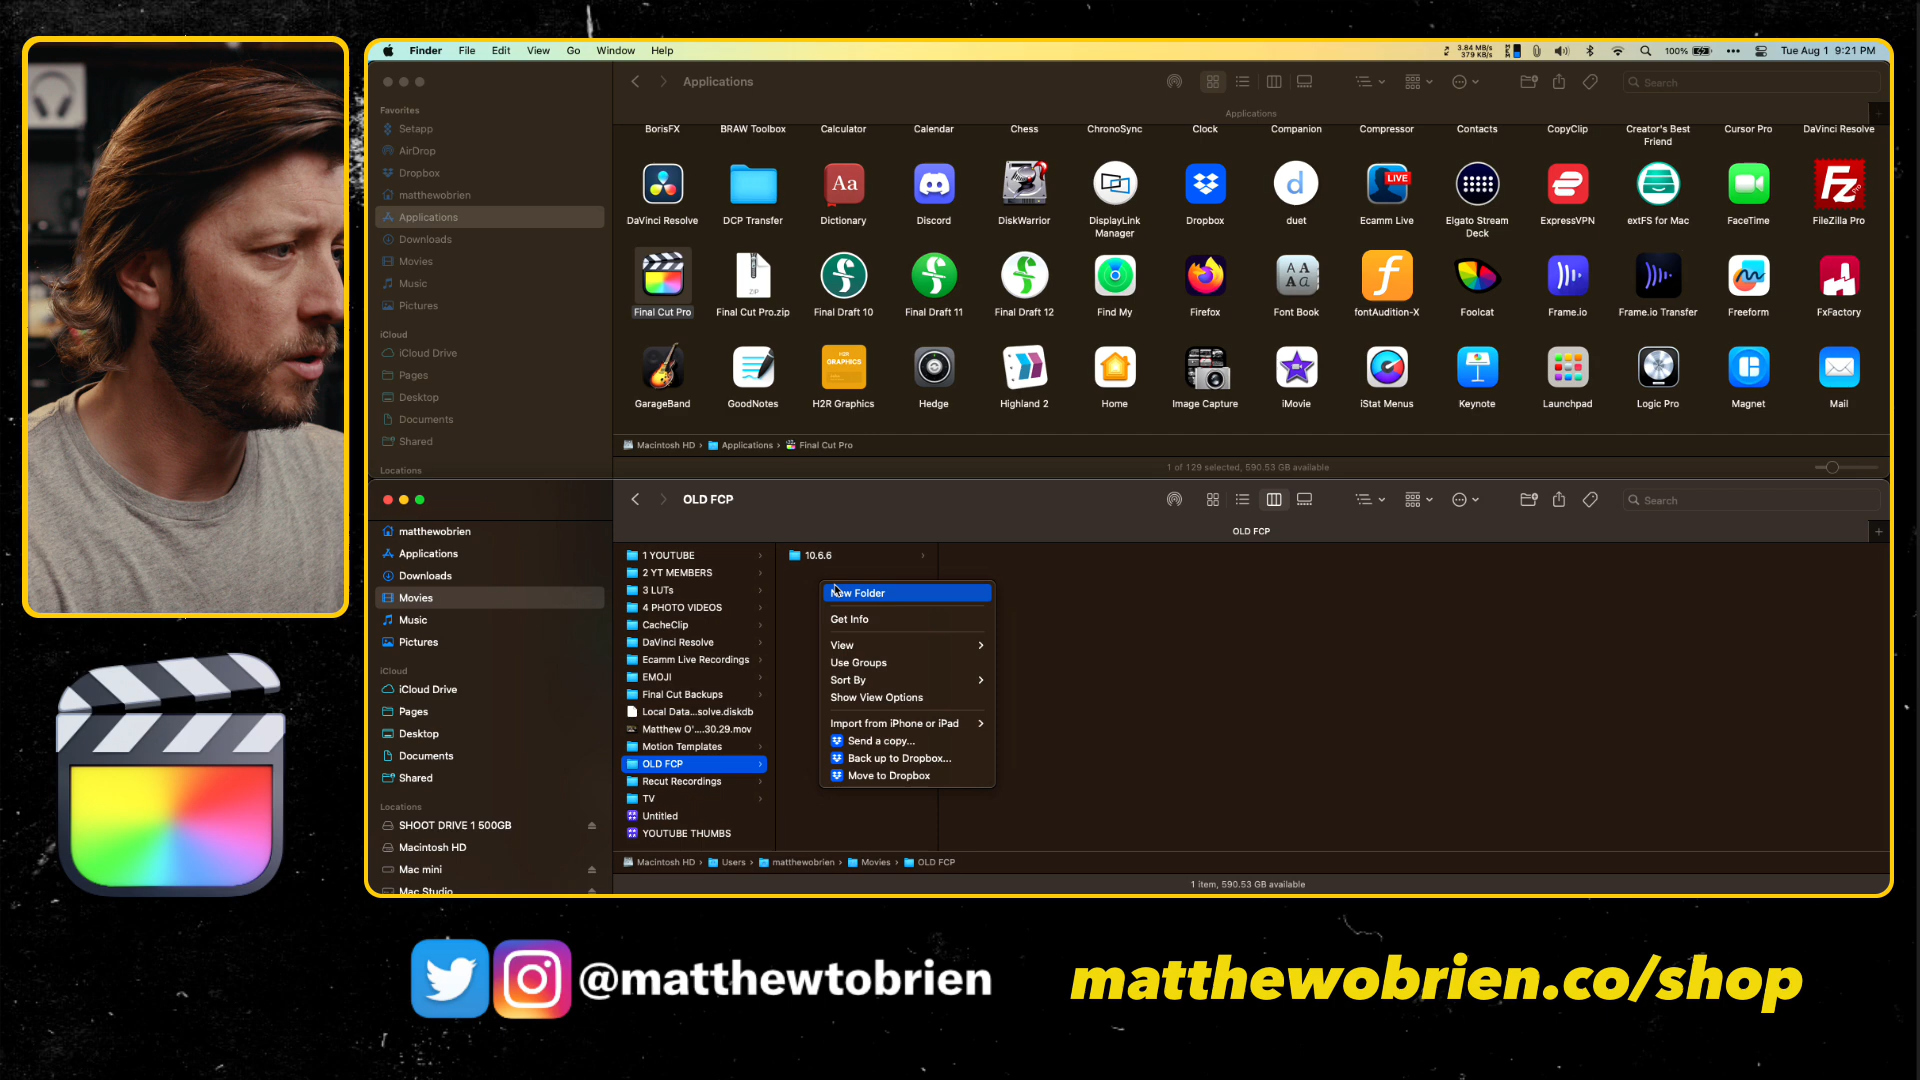 Finder File Edit View Go Window Help
3.84 MB/s
379 KB/s
100%
Tue Aug 1 9:21 PM
Applications
Search
Favorites
Setapp
AirDrop
Dropbox
matthewobrien
Applications
Downloads
Movies
Music
Pictures
iCloud
iCloud Drive
Pages
Desktop
Documents
Shared
Locations
Applications
BorisFX BRAW Toolbox Calculator Calendar Chess ChronoSync Clock Companion Compressor Contacts CopyClip Creator's Best Friend Cursor Pro DaVinci Resolve
Aa
LIVE
DaVinci Resolve DCP Transfer Dictionary Discord DiskWarrior DisplayLink Manager Dropbox duet Ecamm Live Elgato Stream Deck ExpressVPN extFS for Mac FaceTime FileZilla Pro
ZIP
Final Cut Pro Final Cut Pro.zip Final Draft 10 Final Draft 11 Final Draft 12 Find My Firefox Font Book fontAudition-X Foolcat Frame.io Frame.io Transfer Freeform FxFactory
H2R
GRAPHICS
GarageBand GoodNotes H2R Graphics Hedge Highland 2 Home Image Capture iMovie iStat Menus Keynote Launchpad Logic Pro Magnet Mail
Macintosh HD › Applications › Final Cut Pro
1 of 129 selected, 590.53 GB available
OLD FCP
Search
OLD FCP
matthewobrien
Applications
Downloads
Movies
Music
Pictures
iCloud
iCloud Drive
Pages
Desktop
Documents
Shared
Locations
SHOOT DRIVE 1 500GB
Macintosh HD
Mac mini
Mac Studio
1 YOUTUBE
2 YT MEMBERS
3 LUTs
4 PHOTO VIDEOS
CacheClip
DaVinci Resolve
Ecamm Live Recordings
EMOJI
Final Cut Backups
Local Data...solve.diskdb
Matthew O'....30.29.mov
Motion Templates
OLD FCP
Recut Recordings
TV
Untitled
YOUTUBE THUMBS
10.6.6
New Folder
Get Info
View
Use Groups
Sort By
Show View Options
Import from iPhone or iPad
Send a copy...
Back up to Dropbox...
Move to Dropbox
Macintosh HD › Users › matthewobrien › Movies › OLD FCP
1 item, 590.53 GB available
@matthewtobrien
matthewobrien.co/shop